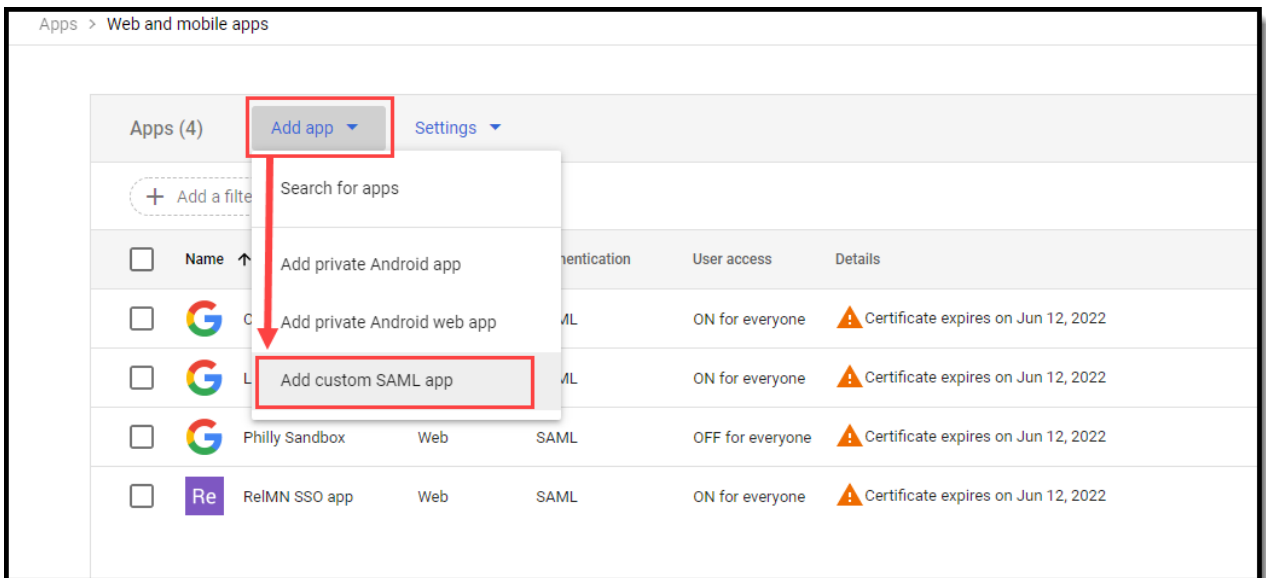 Apps > Web and mobile apps
Apps (4) Add app Settings
Search for apps
Add a filte
Name hentication User access Details
Add private Android app
ML ON for everyone Certificate expires on Jun 12, 2022
Add private Android web app
L ML ON for everyone Certificate expires on Jun 12, 2022
Add custom SAML app
Philly Sandbox Web SAML OFF for everyone Certificate expires on Jun 12, 2022
Re RelMN SSO app Web SAML ON for everyone Certificate expires on Jun 12, 2022